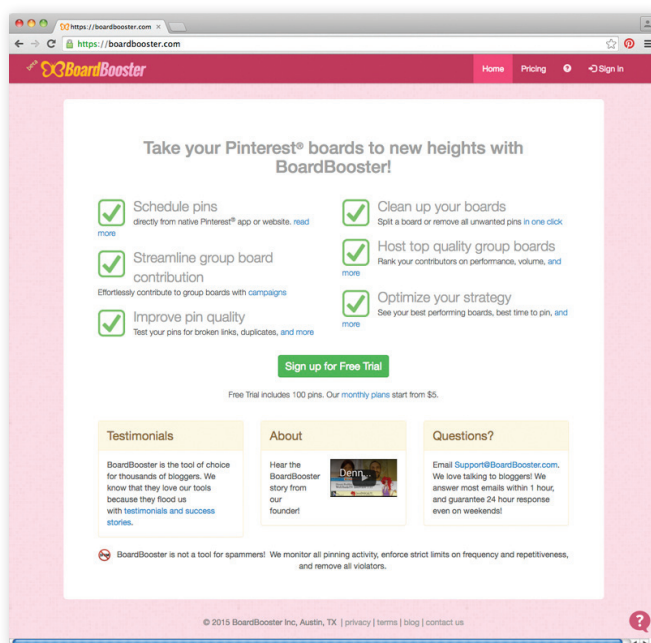 https://boardbooster.com
https://boardbooster.com
beta BoardBooster
Home Pricing ? Sign In
Take your Pinterest® boards to new heights with
BoardBooster!
Schedule pins
directly from native Pinterest® app or website. read
more
Streamline group board
contribution
Effortlessly contribute to group boards with campaigns
Improve pin quality
Test your pins for broken links, duplicates, and more
Clean up your boards
Split a board or remove all unwanted pins in one click
Host top quality group boards
Rank your contributors on performance, volume, and
more
Optimize your strategy
See your best performing boards, best time to pin, and
more
Sign up for Free Trial
Free Trial includes 100 pins. Our monthly plans start from $5.
Testimonials
BoardBooster is the tool of choice
for thousands of bloggers. We
know that they love our tools
because they flood us
with testimonials and success
stories.
About
Hear the
BoardBooster
story from
our
founder!
Denn...
Questions?
Email Support@BoardBooster.com.
We love talking to bloggers! We
answer most emails within 1 hour,
and guarantee 24 hour response
even on weekends!
BoardBooster is not a tool for spammers! We monitor all pinning activity, enforce strict limits on frequency and repetitiveness,
and remove all violators.
© 2015 BoardBooster Inc, Austin, TX | privacy | terms | blog | contact us
?